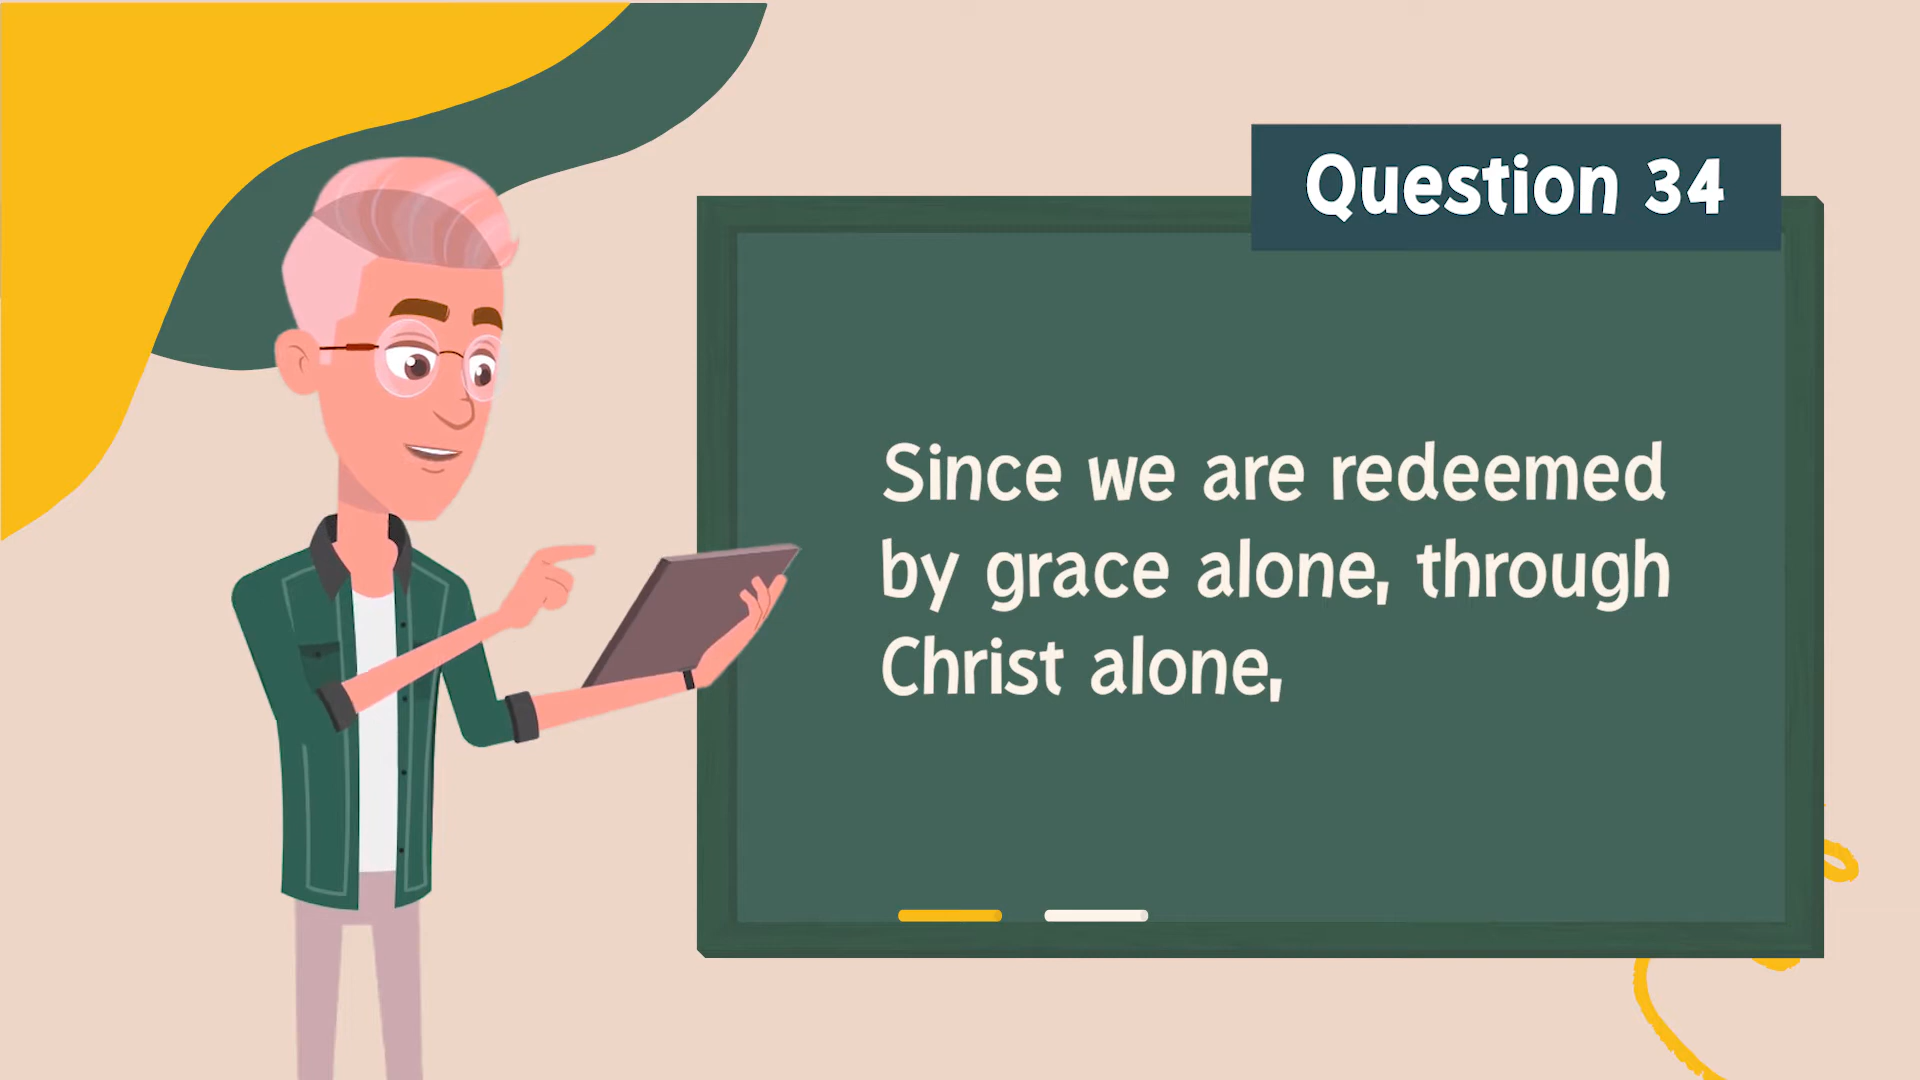 Question 34
Since we are redeemed
by grace alone, through
Christ alone,